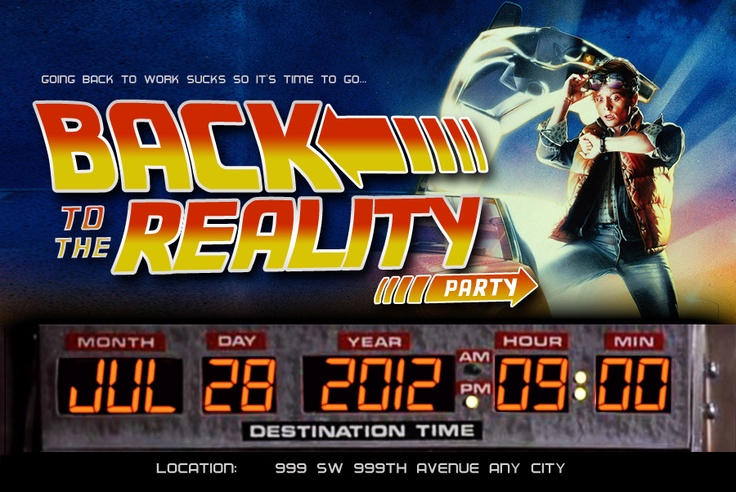 GOING BACK TO WORK SUCKS SO IT'S TIME TO GO...
BACK
TO THE REALITY
PARTY
MONTH DAY YEAR AM PM HOUR MIN
JUL 28 2012 09:00
DESTINATION TIME
LOCATION: 999 SW 999TH AVENUE ANY CITY